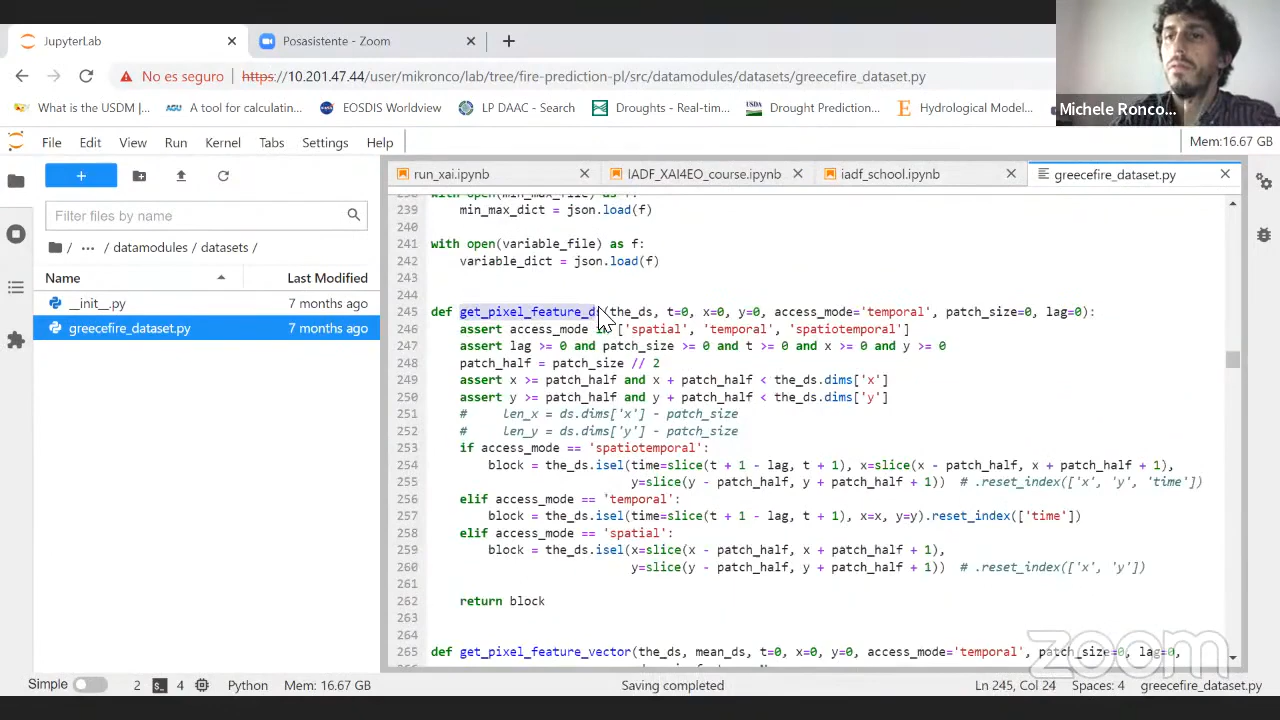 JupyterLab
Posasistente - Zoom
No es seguro
https://10.201.47.44/user/mikronco/lab/tree/fire-prediction-pl/src/datamodules/datasets/greecefire_dataset.py
What is the USDM |...
AGU
A tool for calculatin...
EOSDIS Worldview
LP DAAC - Search
Droughts - Real-tim...
USDA
Drought Prediction...
Hydrological Model...
Michele Ronco...
File Edit View Run Kernel Tabs Settings Help
Mem:16.67 GB
run_xai.ipynb
IADF_XAI4EO_course.ipynb
iadf_school.ipynb
greecefire_dataset.py
Filter files by name
/ ... / datamodules / datasets /
Name Last Modified
__init__.py 7 months ago
greecefire_dataset.py 7 months ago
238 with open(min_max_file) as f:
239 min_max_dict = json.load(f)
240
241 with open(variable_file) as f:
242 variable_dict = json.load(f)
243
244
245 def get_pixel_feature_ds(the_ds, t=0, x=0, y=0, access_mode='temporal', patch_size=0, lag=0):
246 assert access_mode in ['spatial', 'temporal', 'spatiotemporal']
247 assert lag >= 0 and patch_size >= 0 and t >= 0 and x >= 0 and y >= 0
248 patch_half = patch_size // 2
249 assert x >= patch_half and x + patch_half < the_ds.dims['x']
250 assert y >= patch_half and y + patch_half < the_ds.dims['y']
251 # len_x = ds.dims['x'] - patch_size
252 # len_y = ds.dims['y'] - patch_size
253 if access_mode == 'spatiotemporal':
254 block = the_ds.isel(time=slice(t + 1 - lag, t + 1), x=slice(x - patch_half, x + patch_half + 1),
255 y=slice(y - patch_half, y + patch_half + 1)) # .reset_index(['x', 'y', 'time'])
256 elif access_mode == 'temporal':
257 block = the_ds.isel(time=slice(t + 1 - lag, t + 1), x=x, y=y).reset_index(['time'])
258 elif access_mode == 'spatial':
259 block = the_ds.isel(x=slice(x - patch_half, x + patch_half + 1),
260 y=slice(y - patch_half, y + patch_half + 1)) # .reset_index(['x', 'y'])
261
262 return block
263
264
265 def get_pixel_feature_vector(the_ds, mean_ds, t=0, x=0, y=0, access_mode='temporal', patch_size=0, lag=0,
zoom
Simple
2
4
Python
Mem: 16.67 GB
Saving completed
Ln 245, Col 24
Spaces: 4
greecefire_dataset.py